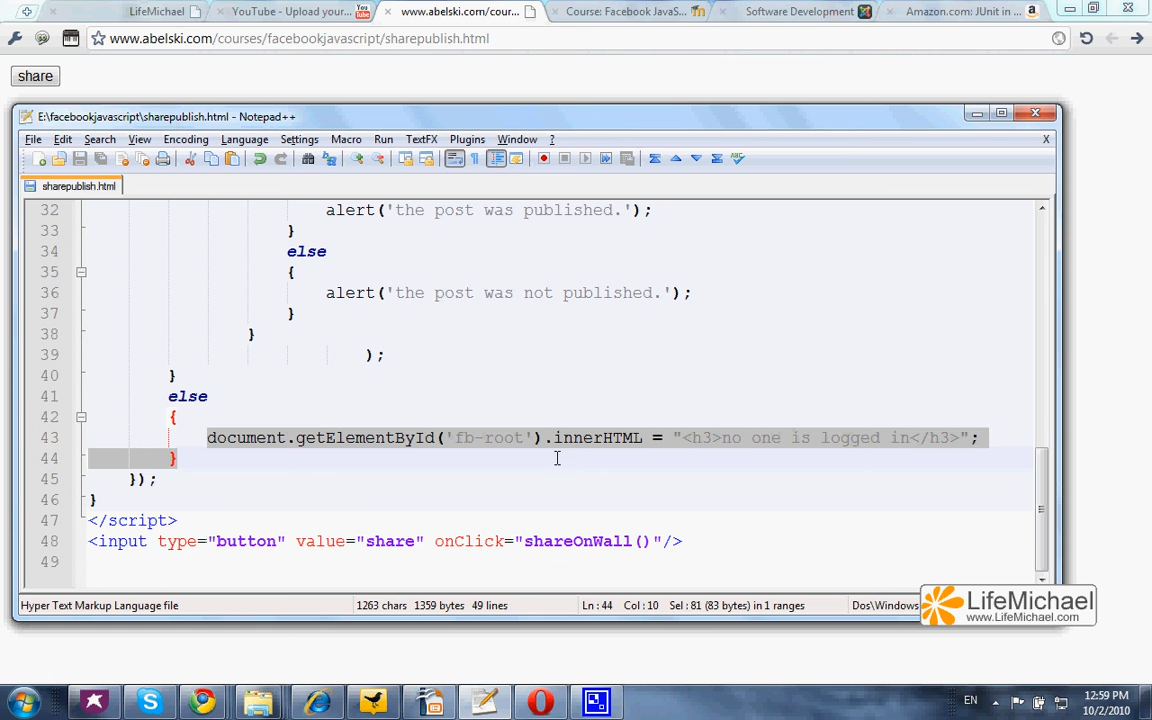 LifeMichael
YouTube - Upload your...
www.abelski.com/cour...
Course: Facebook JavaS...
Software Development
Amazon.com: JUnit in ...
www.abelski.com/courses/facebookjavascript/sharepublish.html
share
E:\facebookjavascript\sharepublish.html - Notepad++
File Edit Search View Encoding Language Settings Macro Run TextFX Plugins Window ? X
sharepublish.html
32 alert('the post was published.');
33 }
34 else
35 {
36 alert('the post was not published.');
37 }
38 }
39 );
40 }
41 else
42 {
43 document.getElementById('fb-root').innerHTML = "<h3>no one is logged in</h3>";
44 }
45 });
46 }
47 </script>
48 <input type="button" value="share" onClick="shareOnWall()"/>
49
Hyper Text Markup Language file 1263 chars 1359 bytes 49 lines Ln : 44 Col : 10 Sel : 81 (83 bytes) in 1 ranges Dos\Windows
LifeMichael
www.LifeMichael.com
EN
12:59 PM
10/2/2010